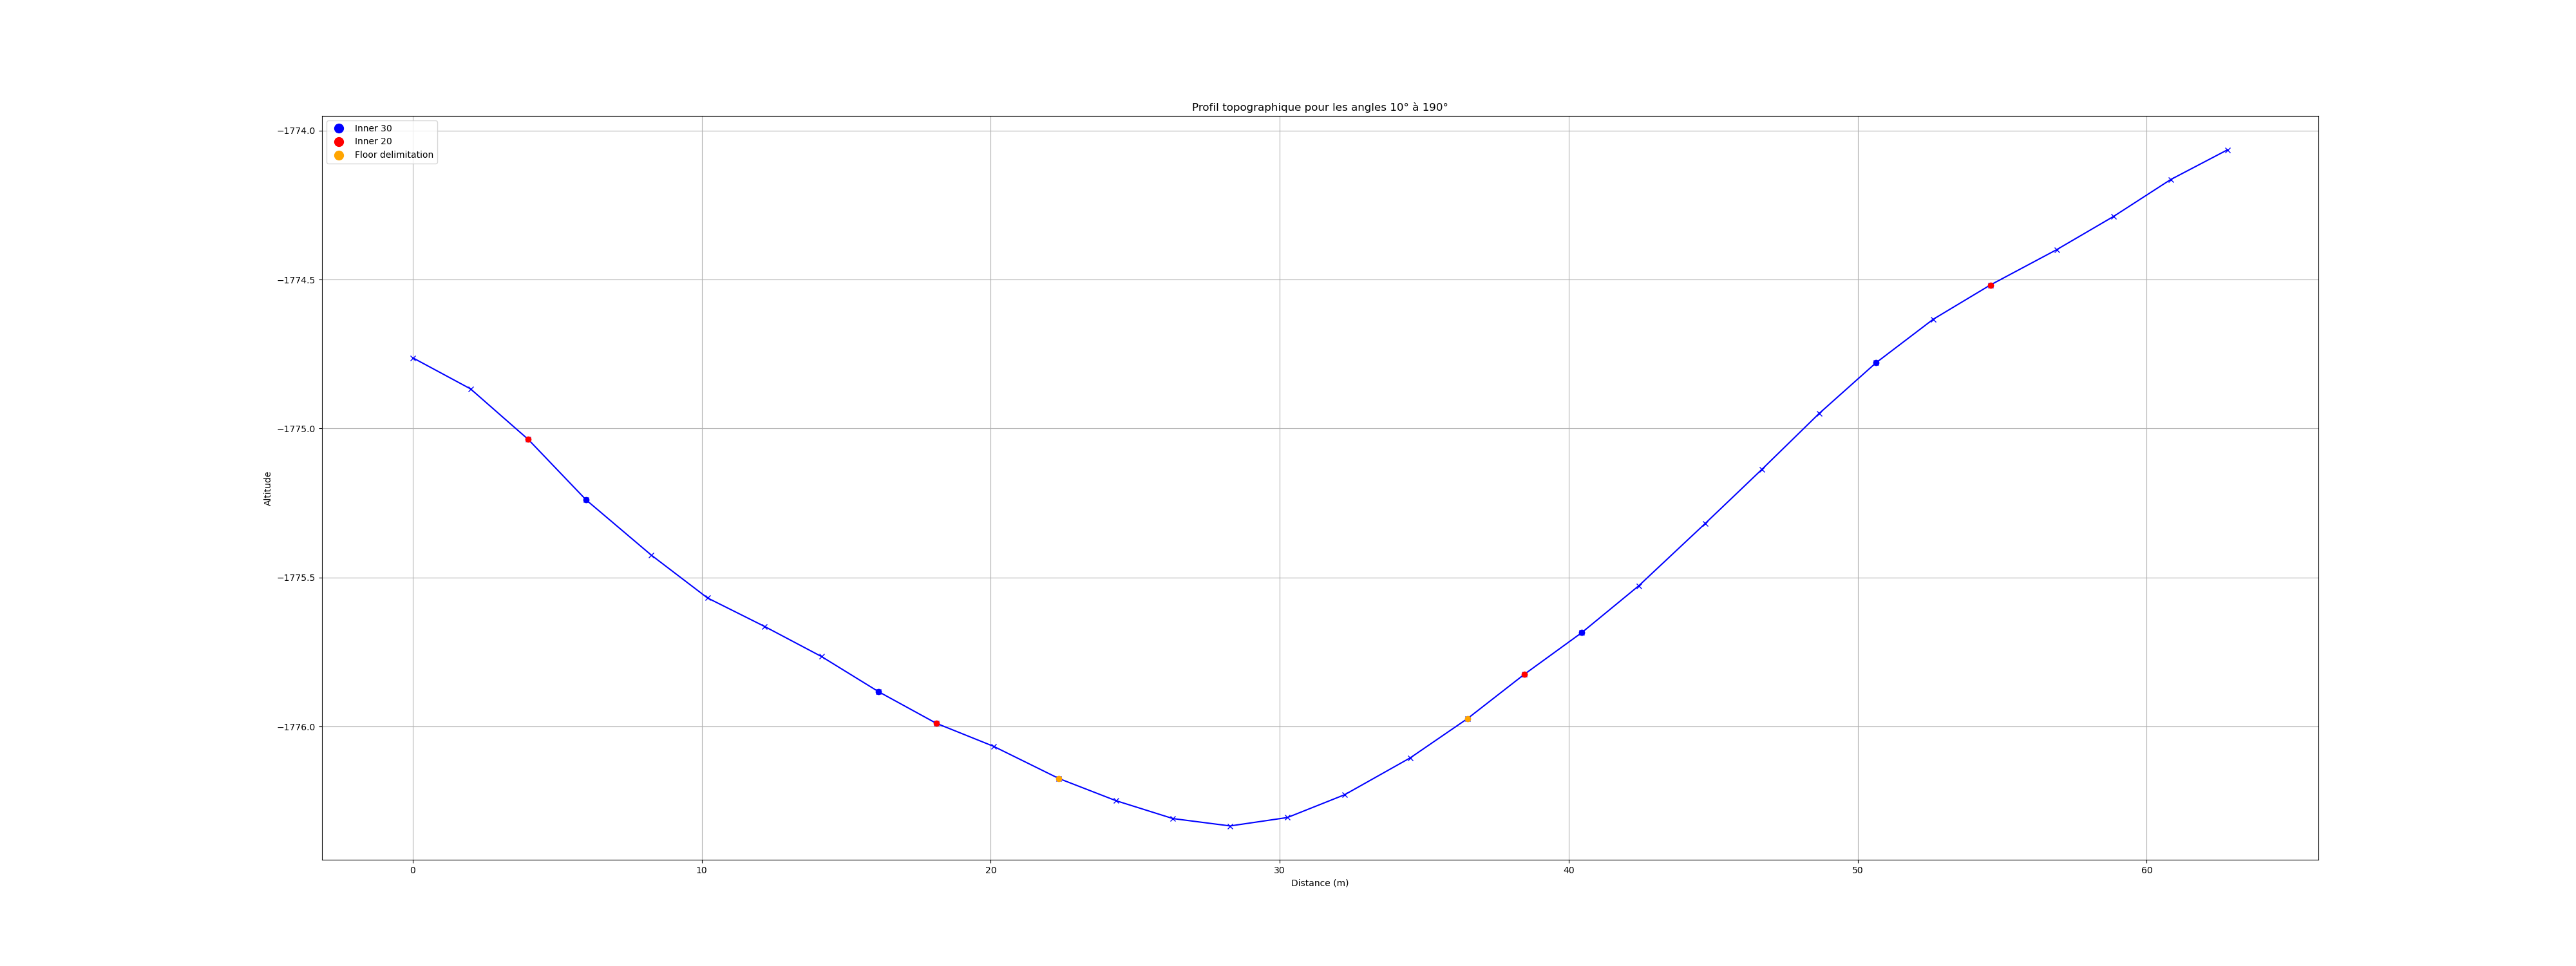 Profil topographique pour les angles 10° à 190°
Inner 30
Inner 20
Floor delimitation
−1774.0
−1774.5
−1775.0
−1775.5
−1776.0
Altitude
0 10 20 30 40 50 60
Distance (m)